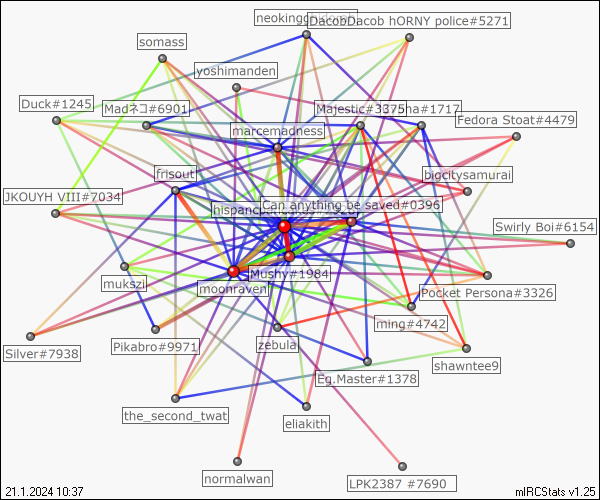 neokingg
DacobDacob hORNY police#5271
somass
yoshimanden
Duck#1245
Madネコ#6901
Majestic#3375
na#1717
Fedora Stoat#4479
marcemadness
frisout
bigcitysamurai
JKOUYH VIII#7034
Can anything be saved#0396
Swirly Boi#6154
Mushy#1984
mukszi
moonraven
Pocket Persona#3326
ming#4742
Silver#7938
Pikabro#9971
zebula
shawntee9
Eg.Master#1378
the_second_twat
eliakith
normalwan
LPK2387 #7690
21.1.2024 10:37
mIRCStats v1.25